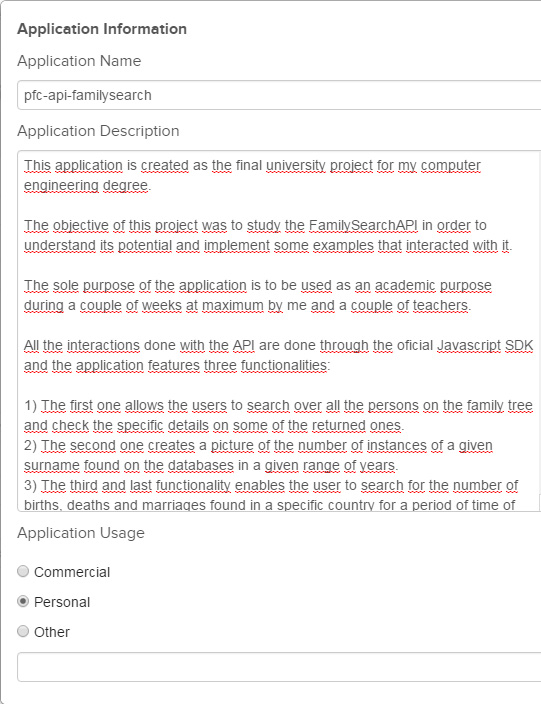 Application Information
Application Name
pfc-api-familysearch
Application Description
This application is created as the final university project for my computer
engineering degree.
The objective of this project was to study the FamilySearchAPI in order to
understand its potential and implement some examples that interacted with it.
The sole purpose of the application is to be used as an academic purpose
during a couple of weeks at maximum by me and a couple of teachers.
All the interactions done with the API are done through the oficial Javascript SDK
and the application features three functionalities:
1) The first one allows the users to search over all the persons on the family tree
and check the specific details on some of the returned ones.
2) The second one creates a picture of the number of instances of a given
surname found on the databases in a given range of years.
3) The third and last functionality enables the user to search for the number of
births, deaths and marriages found in a specific country for a period of time of
Application Usage
Commercial
Personal
Other